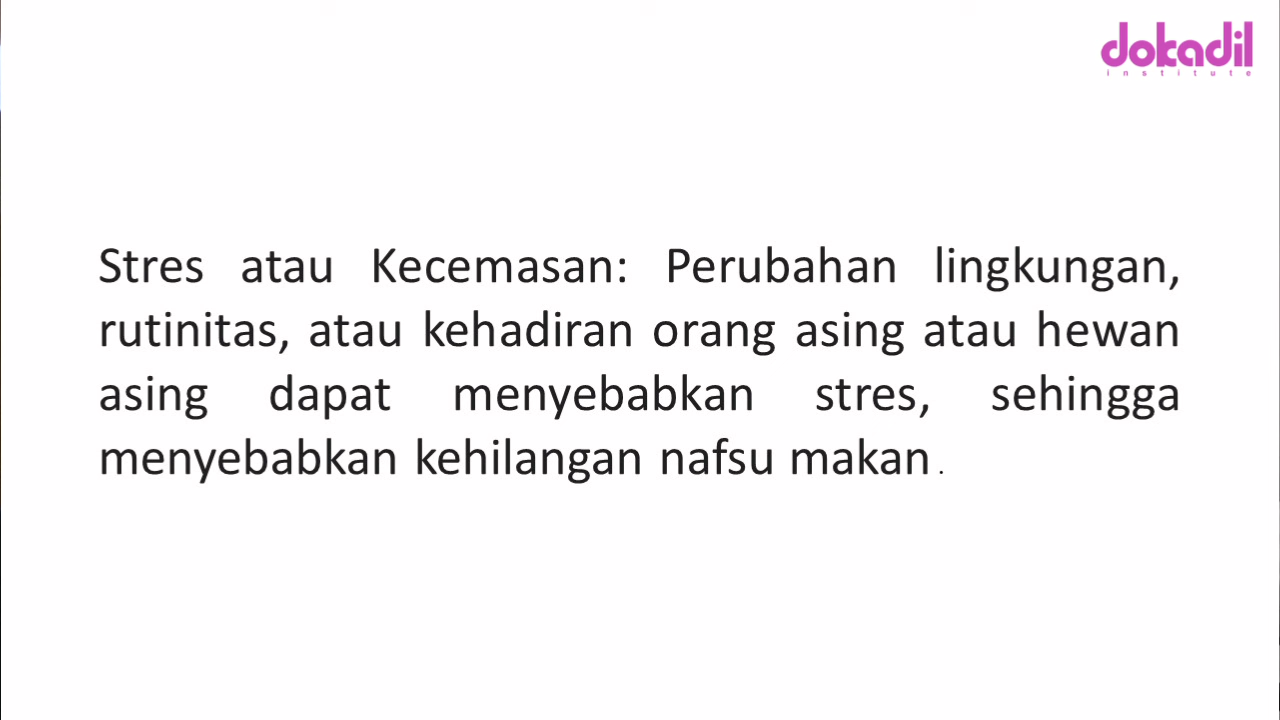 dokadil
institute
Stres atau Kecemasan: Perubahan lingkungan,
rutinitas, atau kehadiran orang asing atau hewan
asing dapat menyebabkan stres, sehingga
menyebabkan kehilangan nafsu makan .